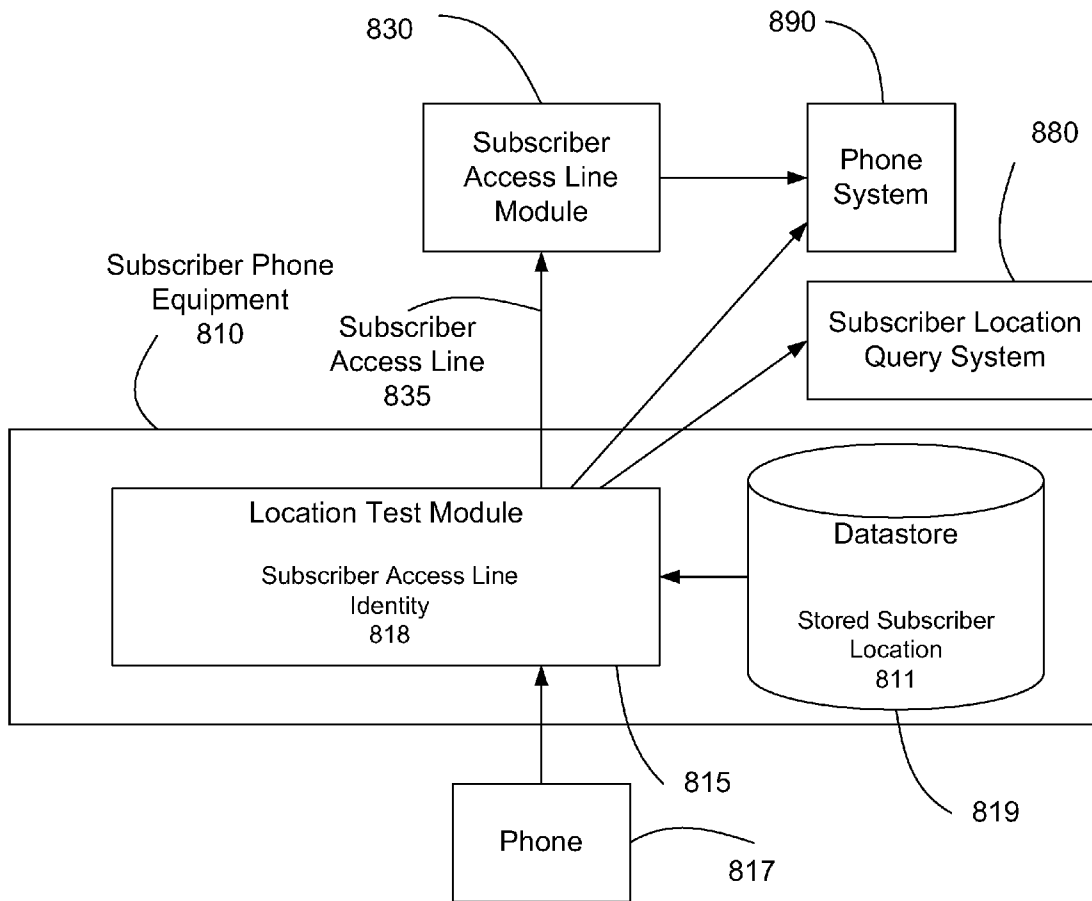 830
890
880
Subscriber
Access Line
Module
Phone
System
Subscriber Phone
Equipment
810
Subscriber
Access Line
835
Subscriber Location
Query System
Location Test Module
Subscriber Access Line
Identity
818
Datastore
Stored Subscriber
Location
811
815
819
Phone
817